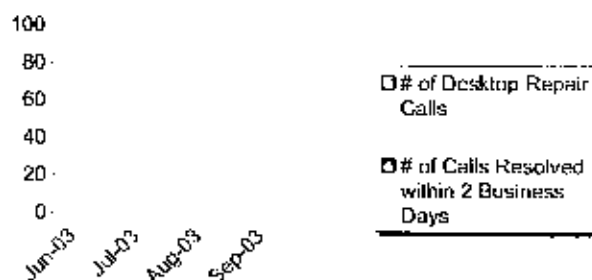 100
80
60
40
20
0
Jun-03
Jul-03
Aug-03
Sep-03
# of Desktop Repair
Calls
# of Calls Resolved
within 2 Business
Days